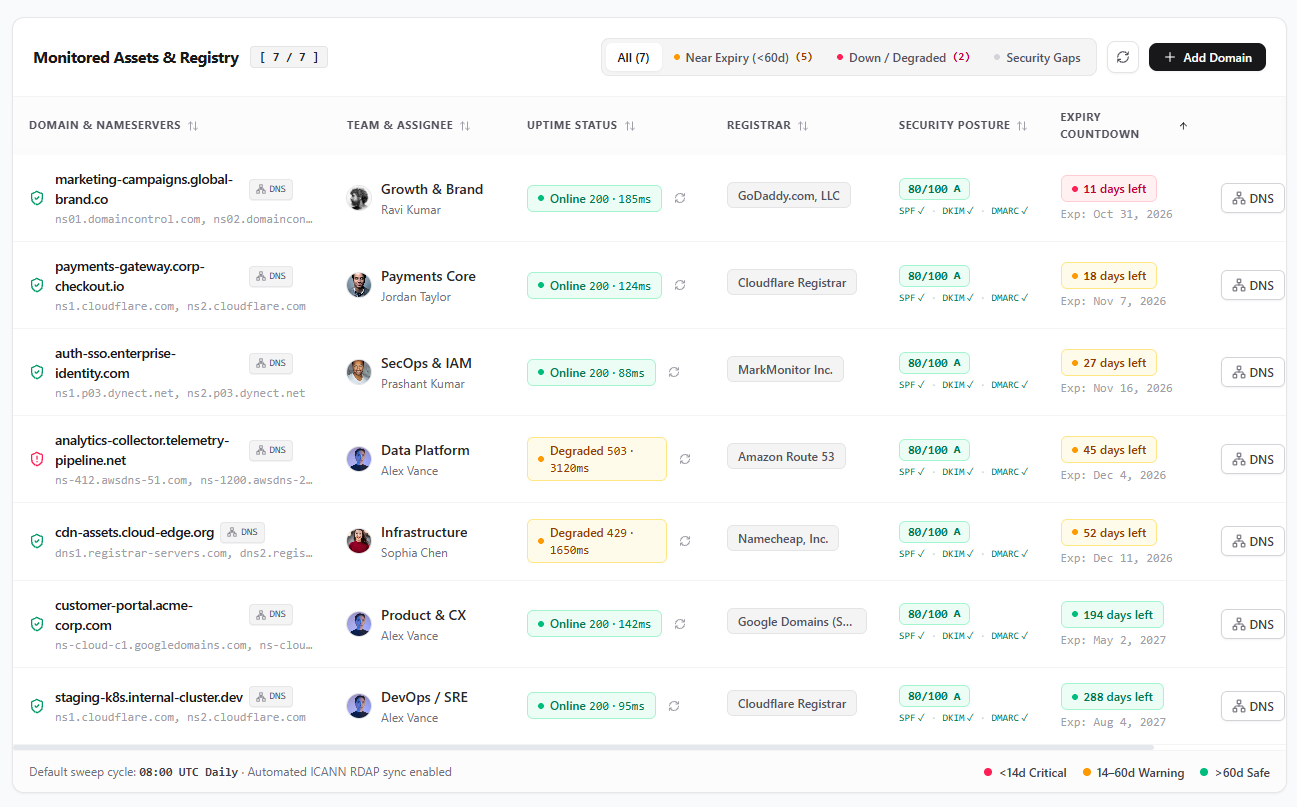 Monitored Assets & Registry [ 7 / 7 ] All (7) Near Expiry (<60d) (5) Down / Degraded (2) Security Gaps Add Domain
DOMAIN & NAMESERVERS TEAM & ASSIGNEE UPTIME STATUS REGISTRAR SECURITY POSTURE EXPIRY
COUNTDOWN
marketing-campaigns.global-
brand.co
DNS
ns01.domaincontrol.com, ns02.domaincon…
Growth & Brand
Ravi Kumar
Online 200 · 185ms
GoDaddy.com, LLC
80/100 A
SPF✓ · DKIM✓ · DMARC✓
11 days left
Exp: Oct 31, 2026
DNS
payments-gateway.corp-
checkout.io
DNS
ns1.cloudflare.com, ns2.cloudflare.com
Payments Core
Jordan Taylor
Online 200 · 124ms
Cloudflare Registrar
80/100 A
SPF✓ · DKIM✓ · DMARC✓
18 days left
Exp: Nov 7, 2026
DNS
auth-sso.enterprise-
identity.com
DNS
ns1.p03.dynect.net, ns2.p03.dynect.net
SecOps & IAM
Prashant Kumar
Online 200 · 88ms
MarkMonitor Inc.
80/100 A
SPF✓ · DKIM✓ · DMARC✓
27 days left
Exp: Nov 16, 2026
DNS
analytics-collector.telemetry-
pipeline.net
DNS
ns-412.awsdns-51.com, ns-1200.awsdns-2…
Data Platform
Alex Vance
Degraded 503 ·
3120ms
Amazon Route 53
80/100 A
SPF✓ · DKIM✓ · DMARC✓
45 days left
Exp: Dec 4, 2026
DNS
cdn-assets.cloud-edge.org
DNS
dns1.registrar-servers.com, dns2.regis…
Infrastructure
Sophia Chen
Degraded 429 ·
1650ms
Namecheap, Inc.
80/100 A
SPF✓ · DKIM✓ · DMARC✓
52 days left
Exp: Dec 11, 2026
DNS
customer-portal.acme-
corp.com
DNS
ns-cloud-c1.googledomains.com, ns-clou…
Product & CX
Alex Vance
Online 200 · 142ms
Google Domains (S...
80/100 A
SPF✓ · DKIM✓ · DMARC✓
194 days left
Exp: May 2, 2027
DNS
staging-k8s.internal-cluster.dev
DNS
ns1.cloudflare.com, ns2.cloudflare.com
DevOps / SRE
Alex Vance
Online 200 · 95ms
Cloudflare Registrar
80/100 A
SPF✓ · DKIM✓ · DMARC✓
288 days left
Exp: Aug 4, 2027
DNS
Default sweep cycle: 08:00 UTC Daily · Automated ICANN RDAP sync enabled <14d Critical 14–60d Warning >60d Safe